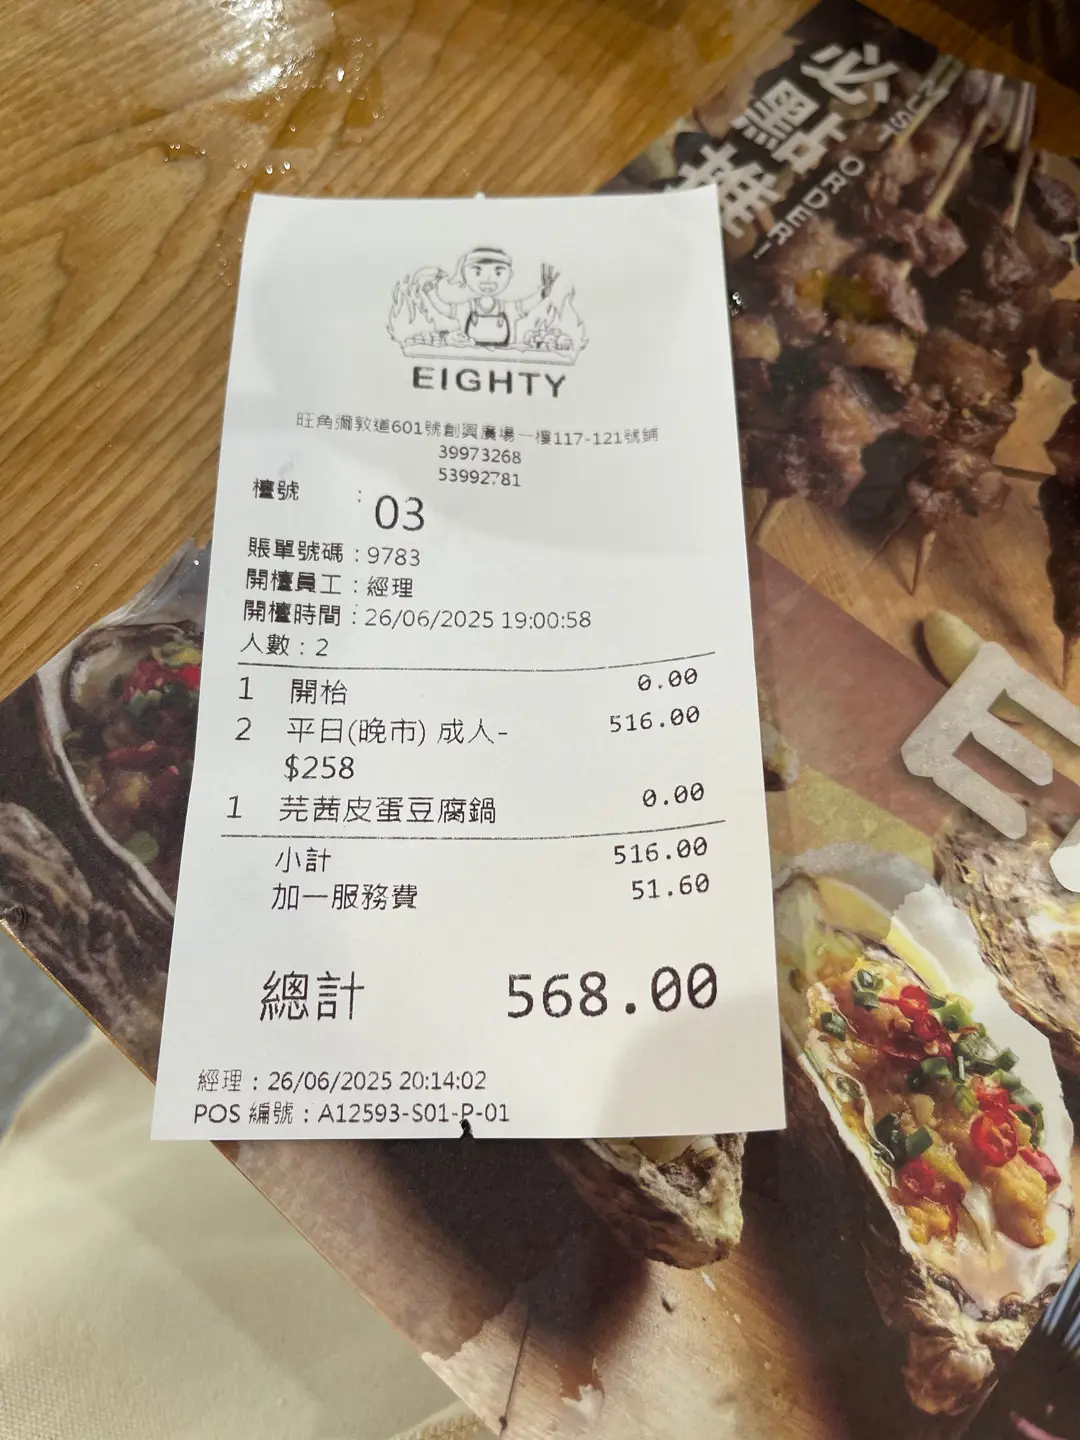 必點推
MUST ORDER!
EIGHTY
旺角彌敦道601號創興廣場一樓117-121號鋪
39973268
53992781
檯號 : 03
賬單號碼 : 9783
開檯員工 : 經理
開檯時間 : 26/06/2025 19:00:58
人數 : 2
1 開枱 0.00
2 平日(晚市) 成人- 516.00
$258
1 芫茜皮蛋豆腐鍋 0.00
小計 516.00
加一服務費 51.60
總計 568.00
經理 : 26/06/2025 20:14:02
POS 編號 : A12593-S01-P-01